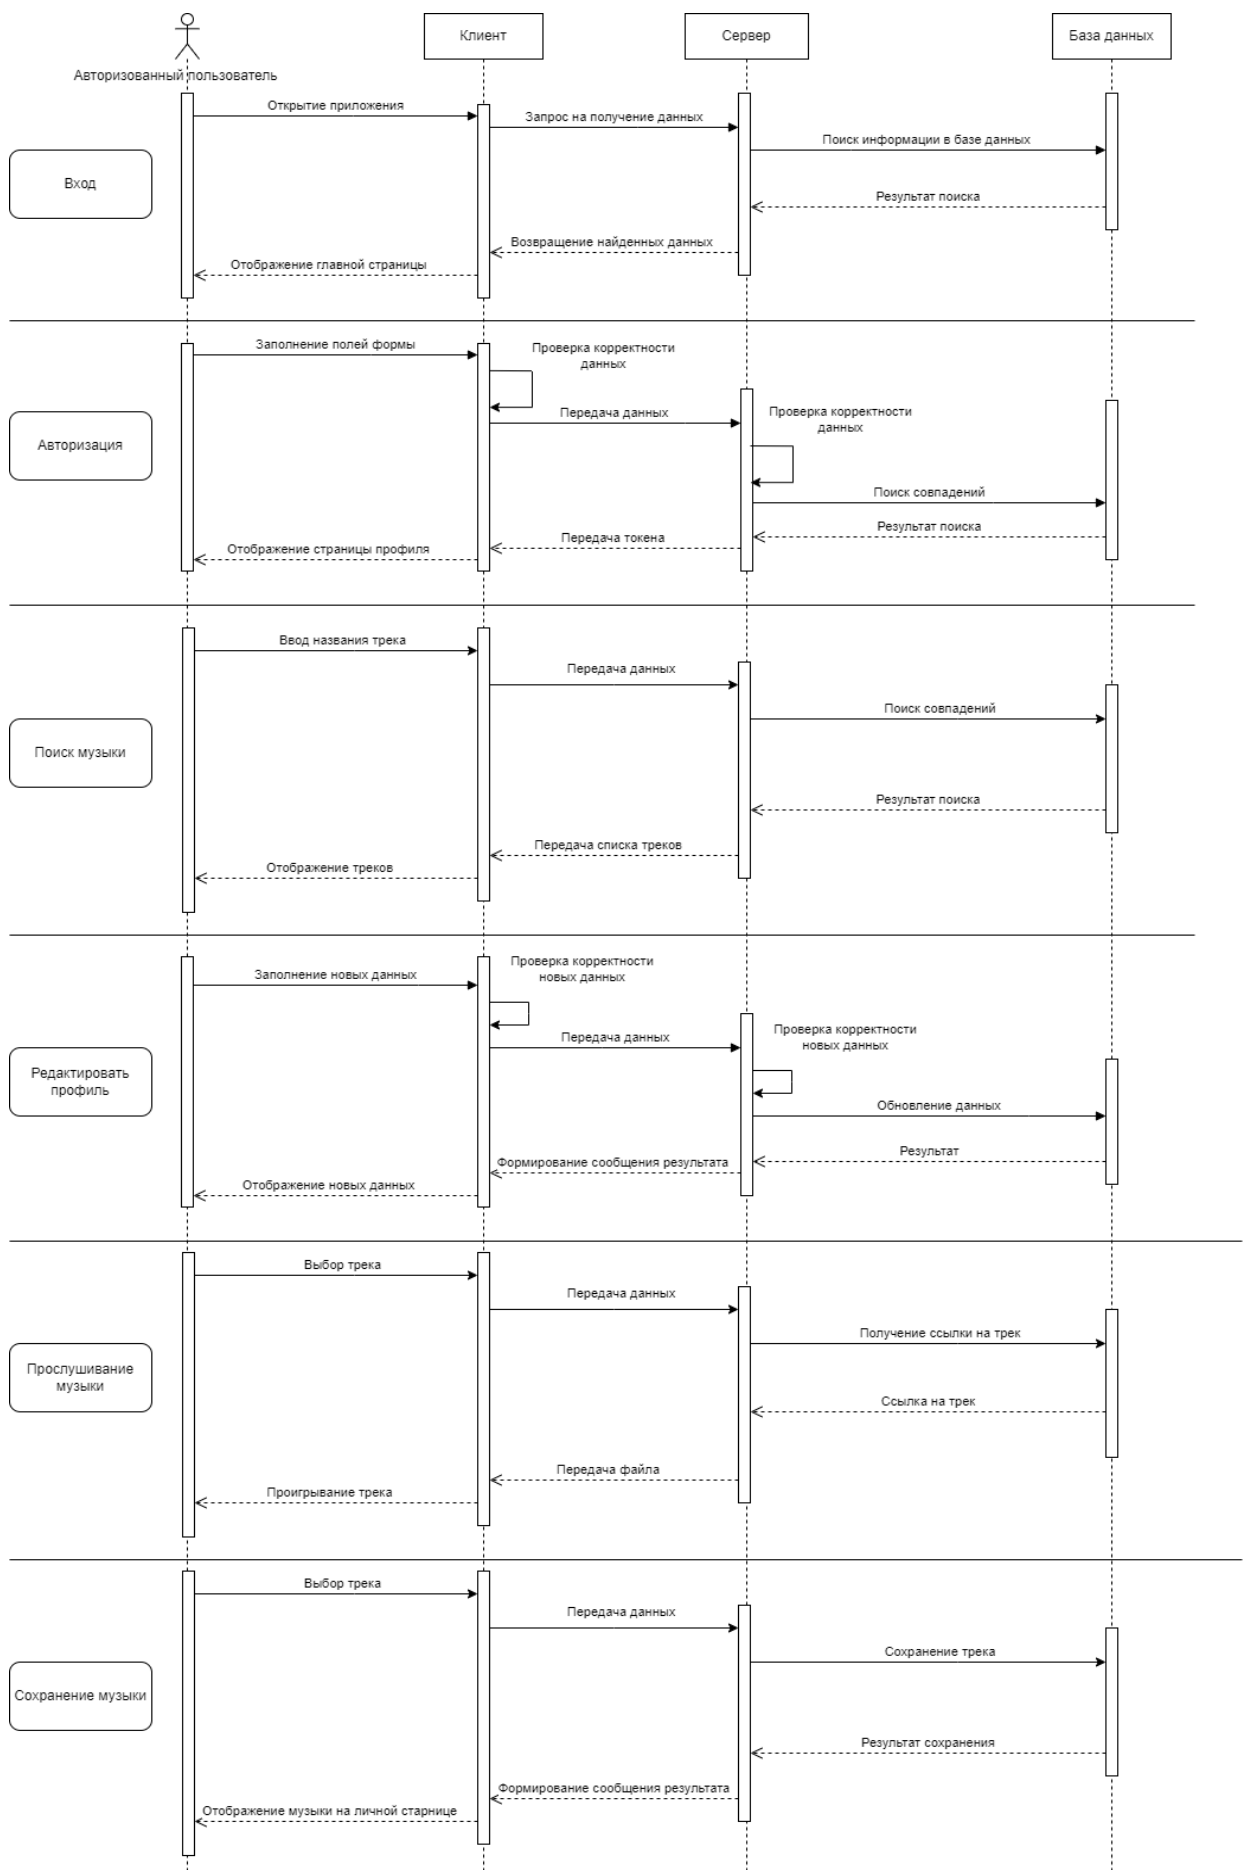 Клиент
Сервер
База данных
Авторизованный пользователь
Открытие приложения
Запрос на получение данных
Поиск информации в базе данных
Вход
Результат поиска
Возвращение найденных данных
Отображение главной страницы
Заполнение полей формы
Проверка корректности
данных
Передача данных
Проверка корректности
данных
Авторизация
Поиск совпадений
Результат поиска
Передача токена
Отображение страницы профиля
Ввод названия трека
Передача данных
Поиск совпадений
Поиск музыки
Результат поиска
Передача списка треков
Отображение треков
Заполнение новых данных
Проверка корректности
новых данных
Передача данных
Проверка корректности
новых данных
Редактировать
профиль
Обновление данных
Результат
Формирование сообщения результата
Отображение новых данных
Выбор трека
Передача данных
Получение ссылки на трек
Прослушивание
музыки
Ссылка на трек
Передача файла
Проигрывание трека
Выбор трека
Передача данных
Сохранение трека
Сохранение музыки
Результат сохранения
Формирование сообщения результата
Отображение музыки на личной старнице